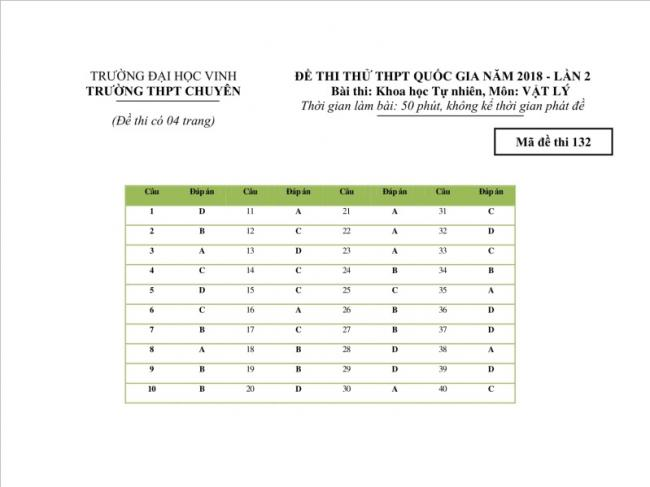 TRƯỜNG ĐẠI HỌC VINH
TRƯỜNG THPT CHUYÊN
(Đề thi có 04 trang)
ĐỀ THI THỬ THPT QUỐC GIA NĂM 2018 - LẦN 2
Bài thi: Khoa học Tự nhiên, Môn: VẬT LÝ
Thời gian làm bài: 50 phút, không kể thời gian phát đề
Mã đề thi 132
Câu Đáp án Câu Đáp án Câu Đáp án Câu Đáp án
1 D 11 A 21 A 31 C
2 B 12 C 22 A 32 D
3 A 13 D 23 A 33 C
4 C 14 C 24 B 34 B
5 D 15 C 25 C 35 A
6 C 16 A 26 B 36 D
7 B 17 C 27 B 37 D
8 A 18 B 28 D 38 A
9 B 19 B 29 D 39 D
10 B 20 D 30 A 40 C